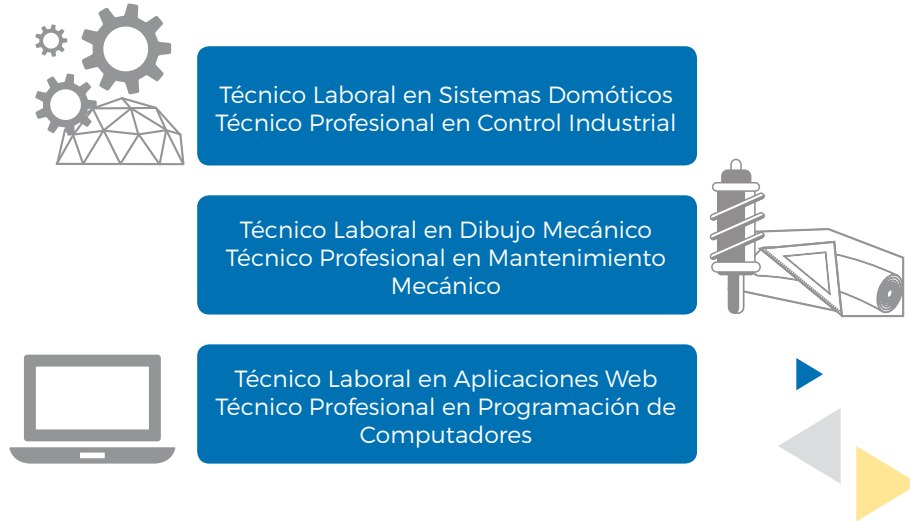 Técnico Laboral en Sistemas Domóticos
Técnico Profesional en Control Industrial
Técnico Laboral en Dibujo Mecánico
Técnico Profesional en Mantenimiento
Mecánico
Técnico Laboral en Aplicaciones Web
Técnico Profesional en Programación de
Computadores